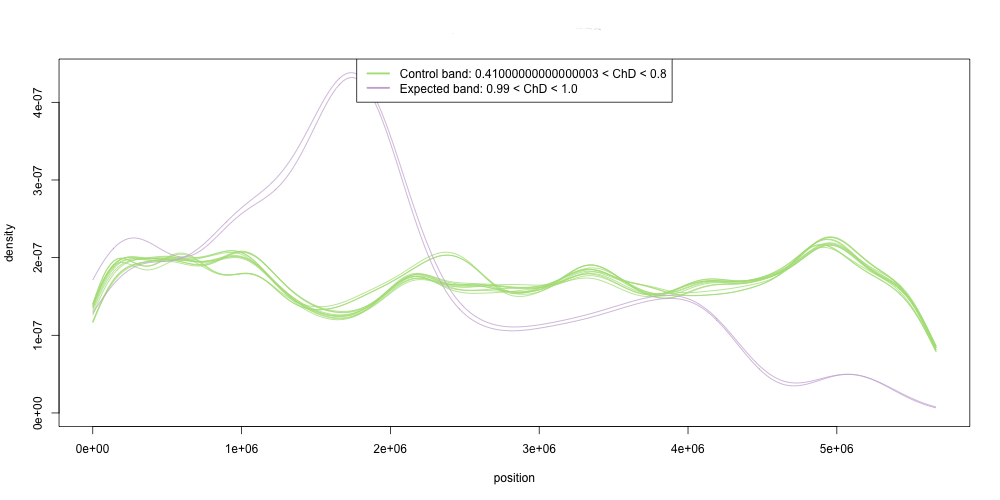 Control band: 0.41000000000000003 < ChD < 0.8
Expected band: 0.99 < ChD < 1.0
density
4e-07
3e-07
2e-07
1e-07
0e+00
0e+00 1e+06 2e+06 3e+06 4e+06 5e+06
position